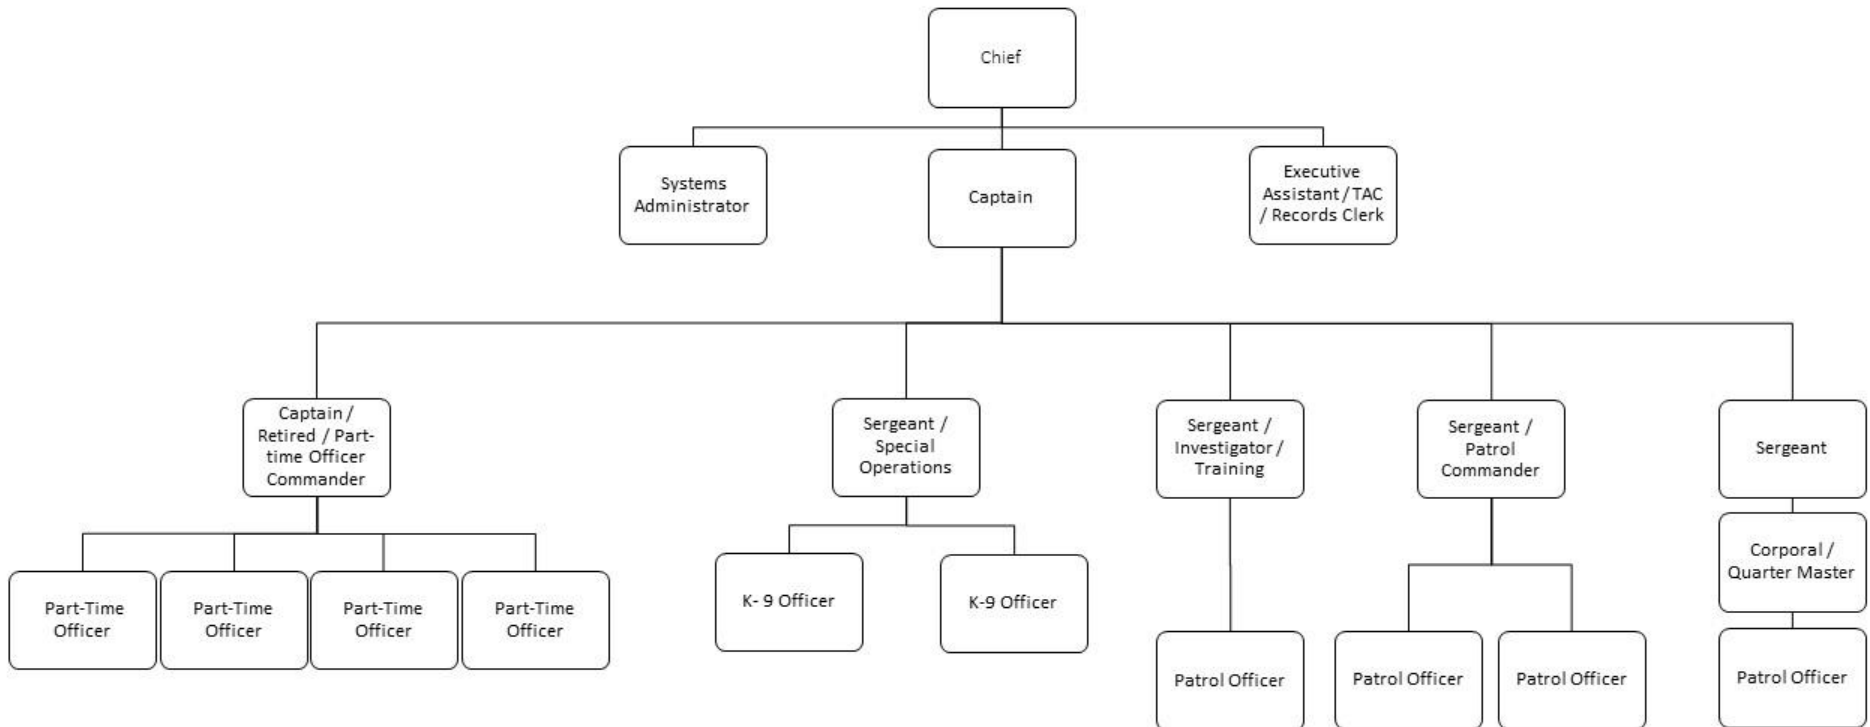 Chief
Systems
Administrator
Captain
Executive
Assistant / TAC
/ Records Clerk
Captain /
Retired / Part-
time Officer
Commander
Sergeant /
Special
Operations
Sergeant /
Investigator /
Training
Sergeant /
Patrol
Commander
Sergeant
Corporal /
Quarter Master
Part-Time
Officer
Part-Time
Officer
Part-Time
Officer
Part-Time
Officer
K- 9 Officer
K-9 Officer
Patrol Officer
Patrol Officer
Patrol Officer
Patrol Officer